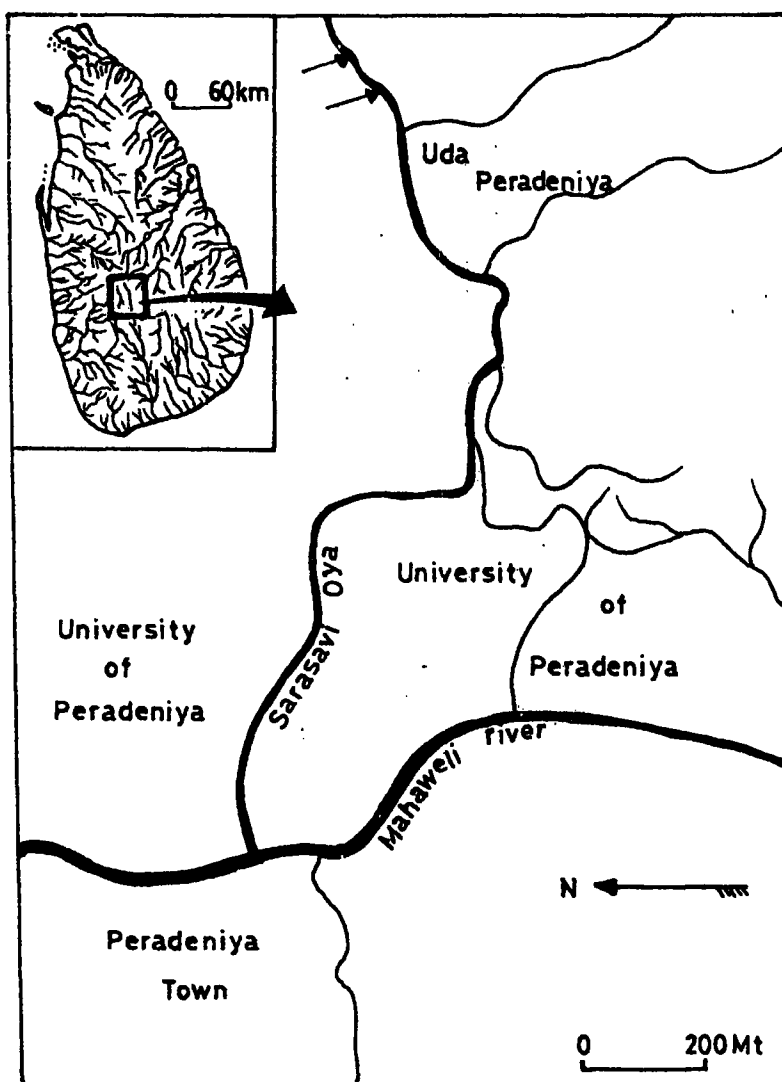 0 60km
Uda
Peradeniya
University
of
Peradeniya
Sarasavi Oya
University
of
Peradeniya
Mahaweli river
N
Peradeniya
Town
0 200Mt